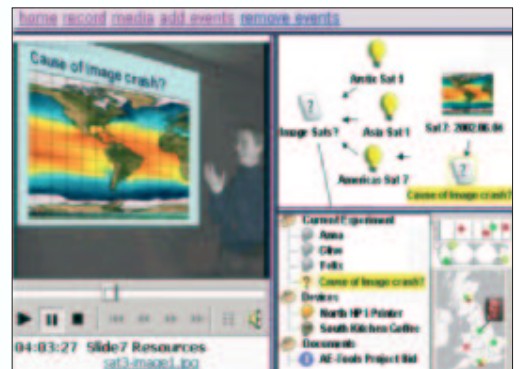 home record media add events remove events
Cause of image crash?
Arctic Sat 1
Image Sats?
Asia Sat 1
Sat 7: 2002.06.04
Americas Sat 7
Cause of image crash?
Current Experiment
Anna
Clive
Felix
Cause of image crash?
Devices
North HP I Printer
South Kitchen Coffee
Documents
AE-Tools Project Bid
04:03:27 Slide7 Resources
sat3-image1.jpg